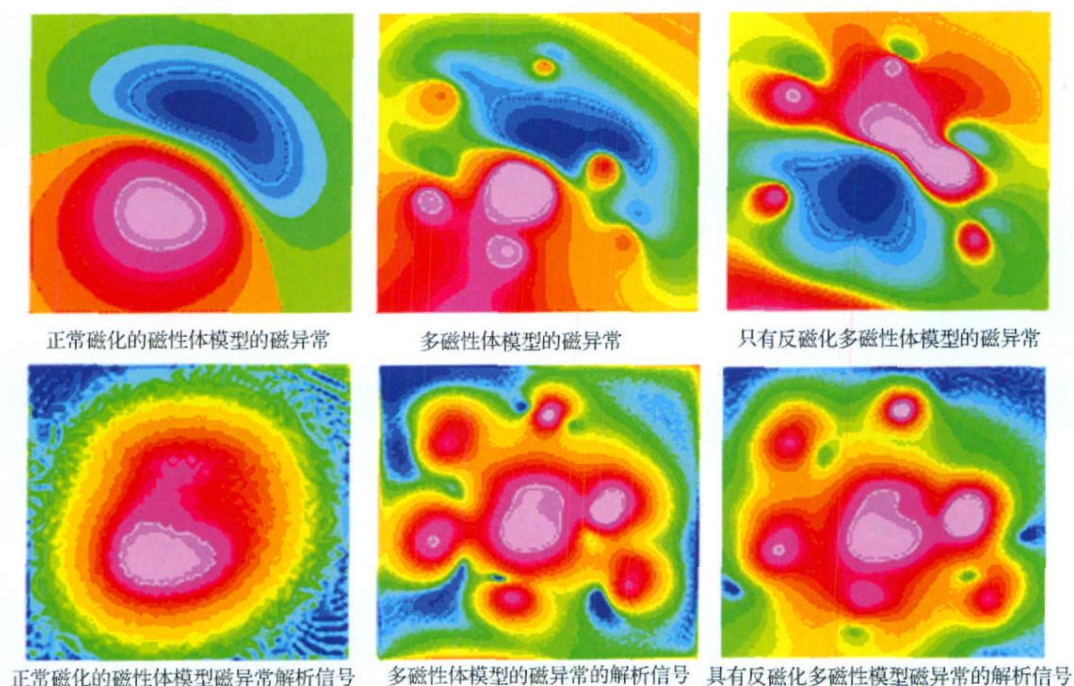 正常磁化的磁性体模型的磁异常
多磁性体模型的磁异常
只有反磁化多磁性体模型的磁异常
正常磁化的磁性体模型磁异常解析信号
多磁性体模型的磁异常的解析信号
具有反磁化多磁性模型磁异常的解析信号